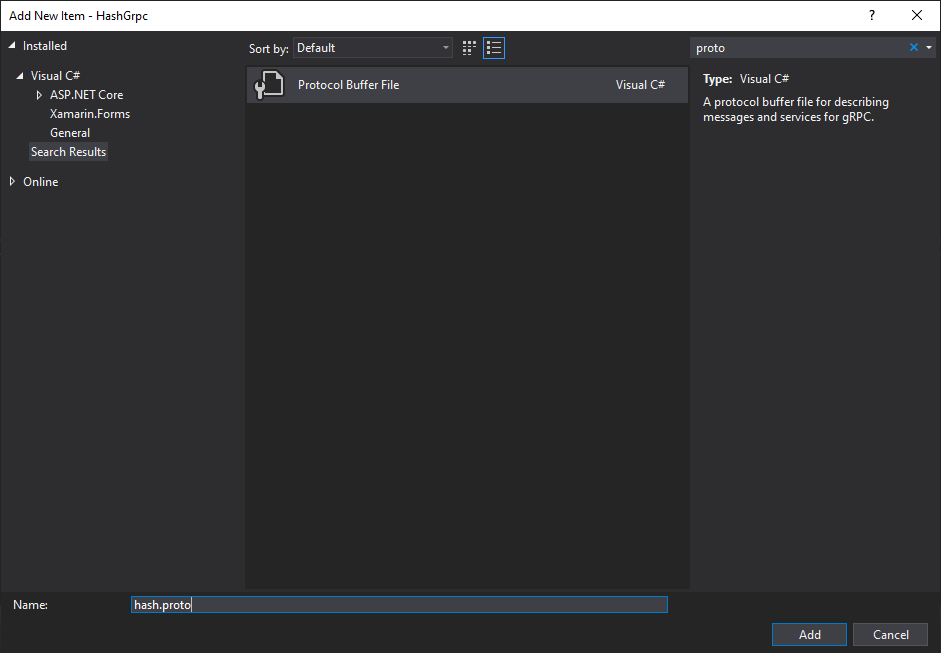 Add New Item - HashGrpc
?
Installed
Visual C#
ASP.NET Core
Xamarin.Forms
General
Search Results
Online
Sort by: Default
Protocol Buffer File Visual C#
proto
Type: Visual C#
A protocol buffer file for describing
messages and services for gRPC.
Name: hash.proto
Add Cancel